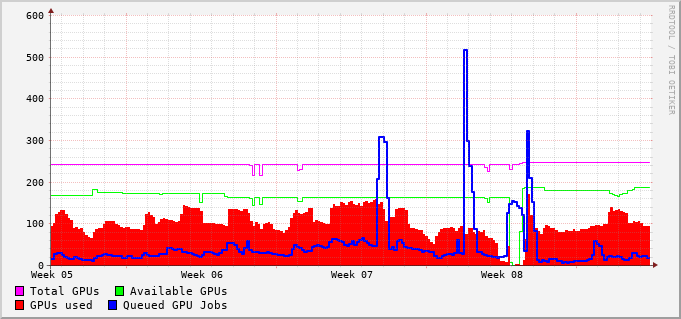 600
500
400
300
200
100
0
Week 05 Week 06 Week 07 Week 08
Total GPUs Available GPUs
GPUs used Queued GPU Jobs
RRDTOOL / TOBI OETIKER